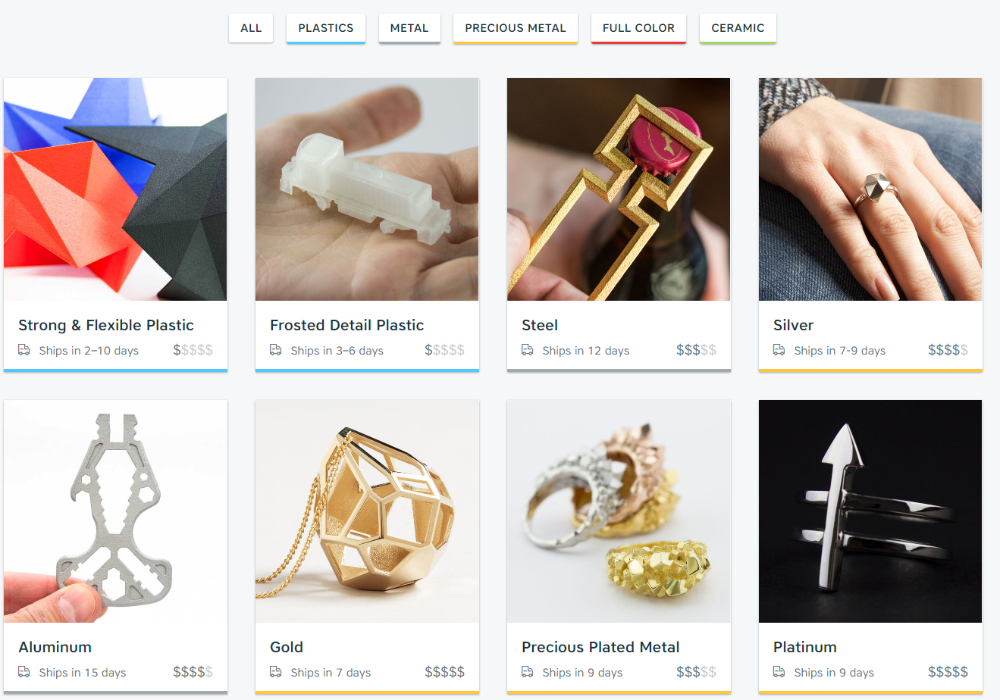 ALL PLASTICS METAL PRECIOUS METAL FULL COLOR CERAMIC
Strong & Flexible Plastic
Ships in 2–10 days $$$$$
Frosted Detail Plastic
Ships in 3–6 days $$$$$
Steel
Ships in 12 days $$$$$
Silver
Ships in 7-9 days $$$$$
Aluminum
Ships in 15 days $$$$$
Gold
Ships in 7 days $$$$$
Precious Plated Metal
Ships in 9 days $$$$$
Platinum
Ships in 9 days $$$$$